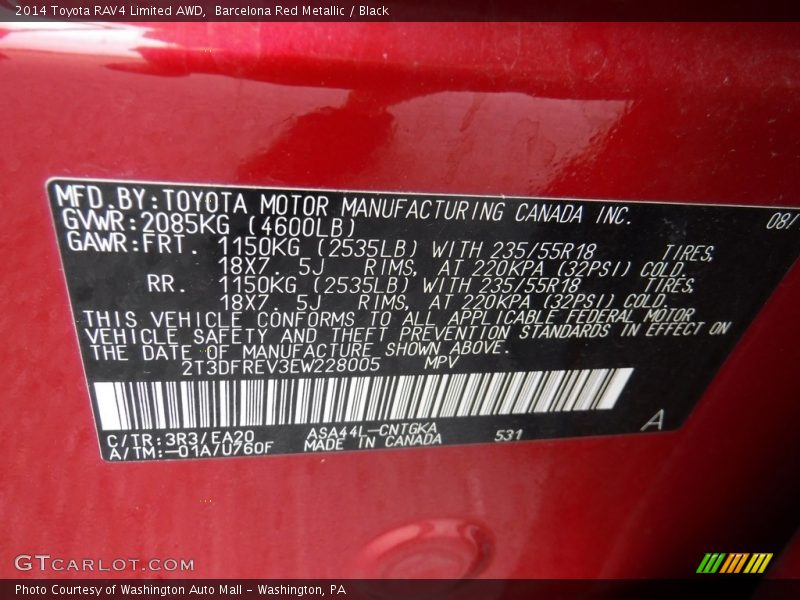 2014 Toyota RAV4 Limited AWD, Barcelona Red Metallic / Black
MFD.BY:TOYOTA MOTOR MANUFACTURING CANADA INC. 08/
GVWR:2085KG (4600LB)
GAWR:FRT. 1150KG (2535LB) WITH 235/55R18 TIRES,
18X7. 5J RIMS, AT 220KPA (32PSI) COLD.
RR. 1150KG (2535LB) WITH 235/55R18 TIRES,
18X7. 5J RIMS, AT 220KPA (32PSI) COLD.
THIS VEHICLE CONFORMS TO ALL APPLICABLE FEDERAL MOTOR
VEHICLE SAFETY AND THEFT PREVENTION STANDARDS IN EFFECT ON
THE DATE OF MANUFACTURE SHOWN ABOVE.
2T3DFREV3EW228005 MPV
C/TR:3R3/EA20 ASA44L-CNTGKA 531 A
A/TM:-01A/U760F MADE IN CANADA
GTCARLOT.COM
Photo Courtesy of Washington Auto Mall - Washington, PA